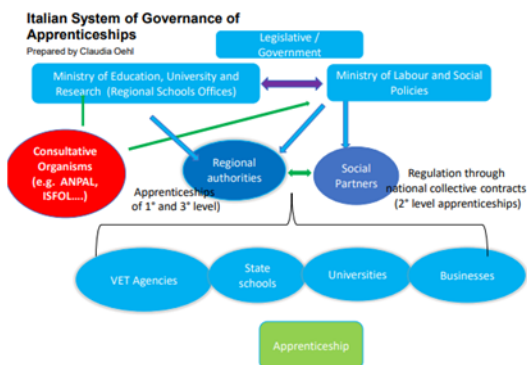 Italian System of Governance of
Apprenticeships
Prepared by Claudia Oehl
Legislative /
Government
Ministry of Education, University and
Research (Regional Schools Offices)
Ministry of Labour and Social
Policies
Consultative
Organisms
(e.g. ANPAL,
ISFOL....)
Regional
authorities
Social
Partners
Apprenticeships
of 1° and 3° level)
Regulation through
national collective contracts
(2° level apprenticeships)
VET Agencies
State
schools
Universities
Businesses
Apprenticeship